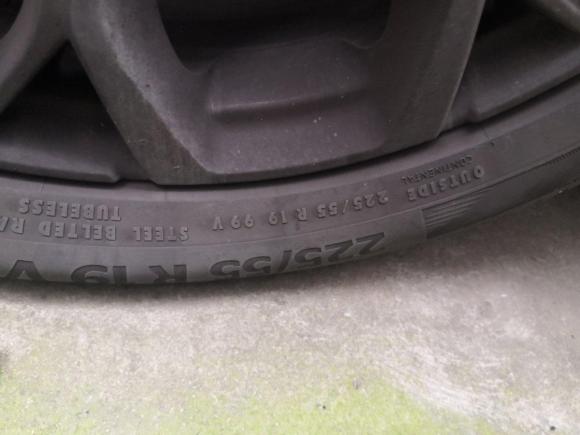 OUTSIDE
CONTINENTAL
225/55 R 19 99 V
STEEL BELTED
TUBELESS
225/55 R 19 V